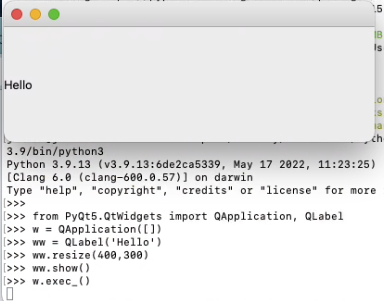 Hello
3.9/bin/python3
Python 3.9.13 (v3.9.13:6de2ca5339, May 17 2022, 11:23:25)
[Clang 6.0 (clang-600.0.57)] on darwin
Type "help", "copyright", "credits" or "license" for more
>>>
>>> from PyQt5.QtWidgets import QApplication, QLabel
>>> w = QApplication([])
>>> ww = QLabel('Hello')
>>> ww.resize(400,300)
>>> ww.show()
>>> w.exec_()